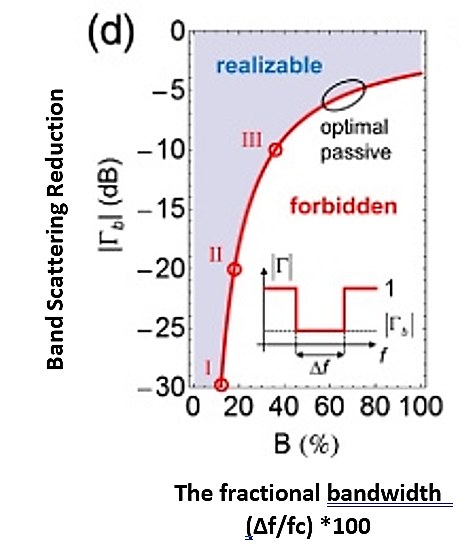 (d)
Band Scattering Reduction
|Γb| (dB)
0
−5
−10
−15
−20
−25
−30
realizable
optimal
passive
III
forbidden
II
|Γ|
1
|Γb|
Δf
f
I
0 20 40 60 80 100
B (%)
The fractional bandwidth
(Δf/fc) *100